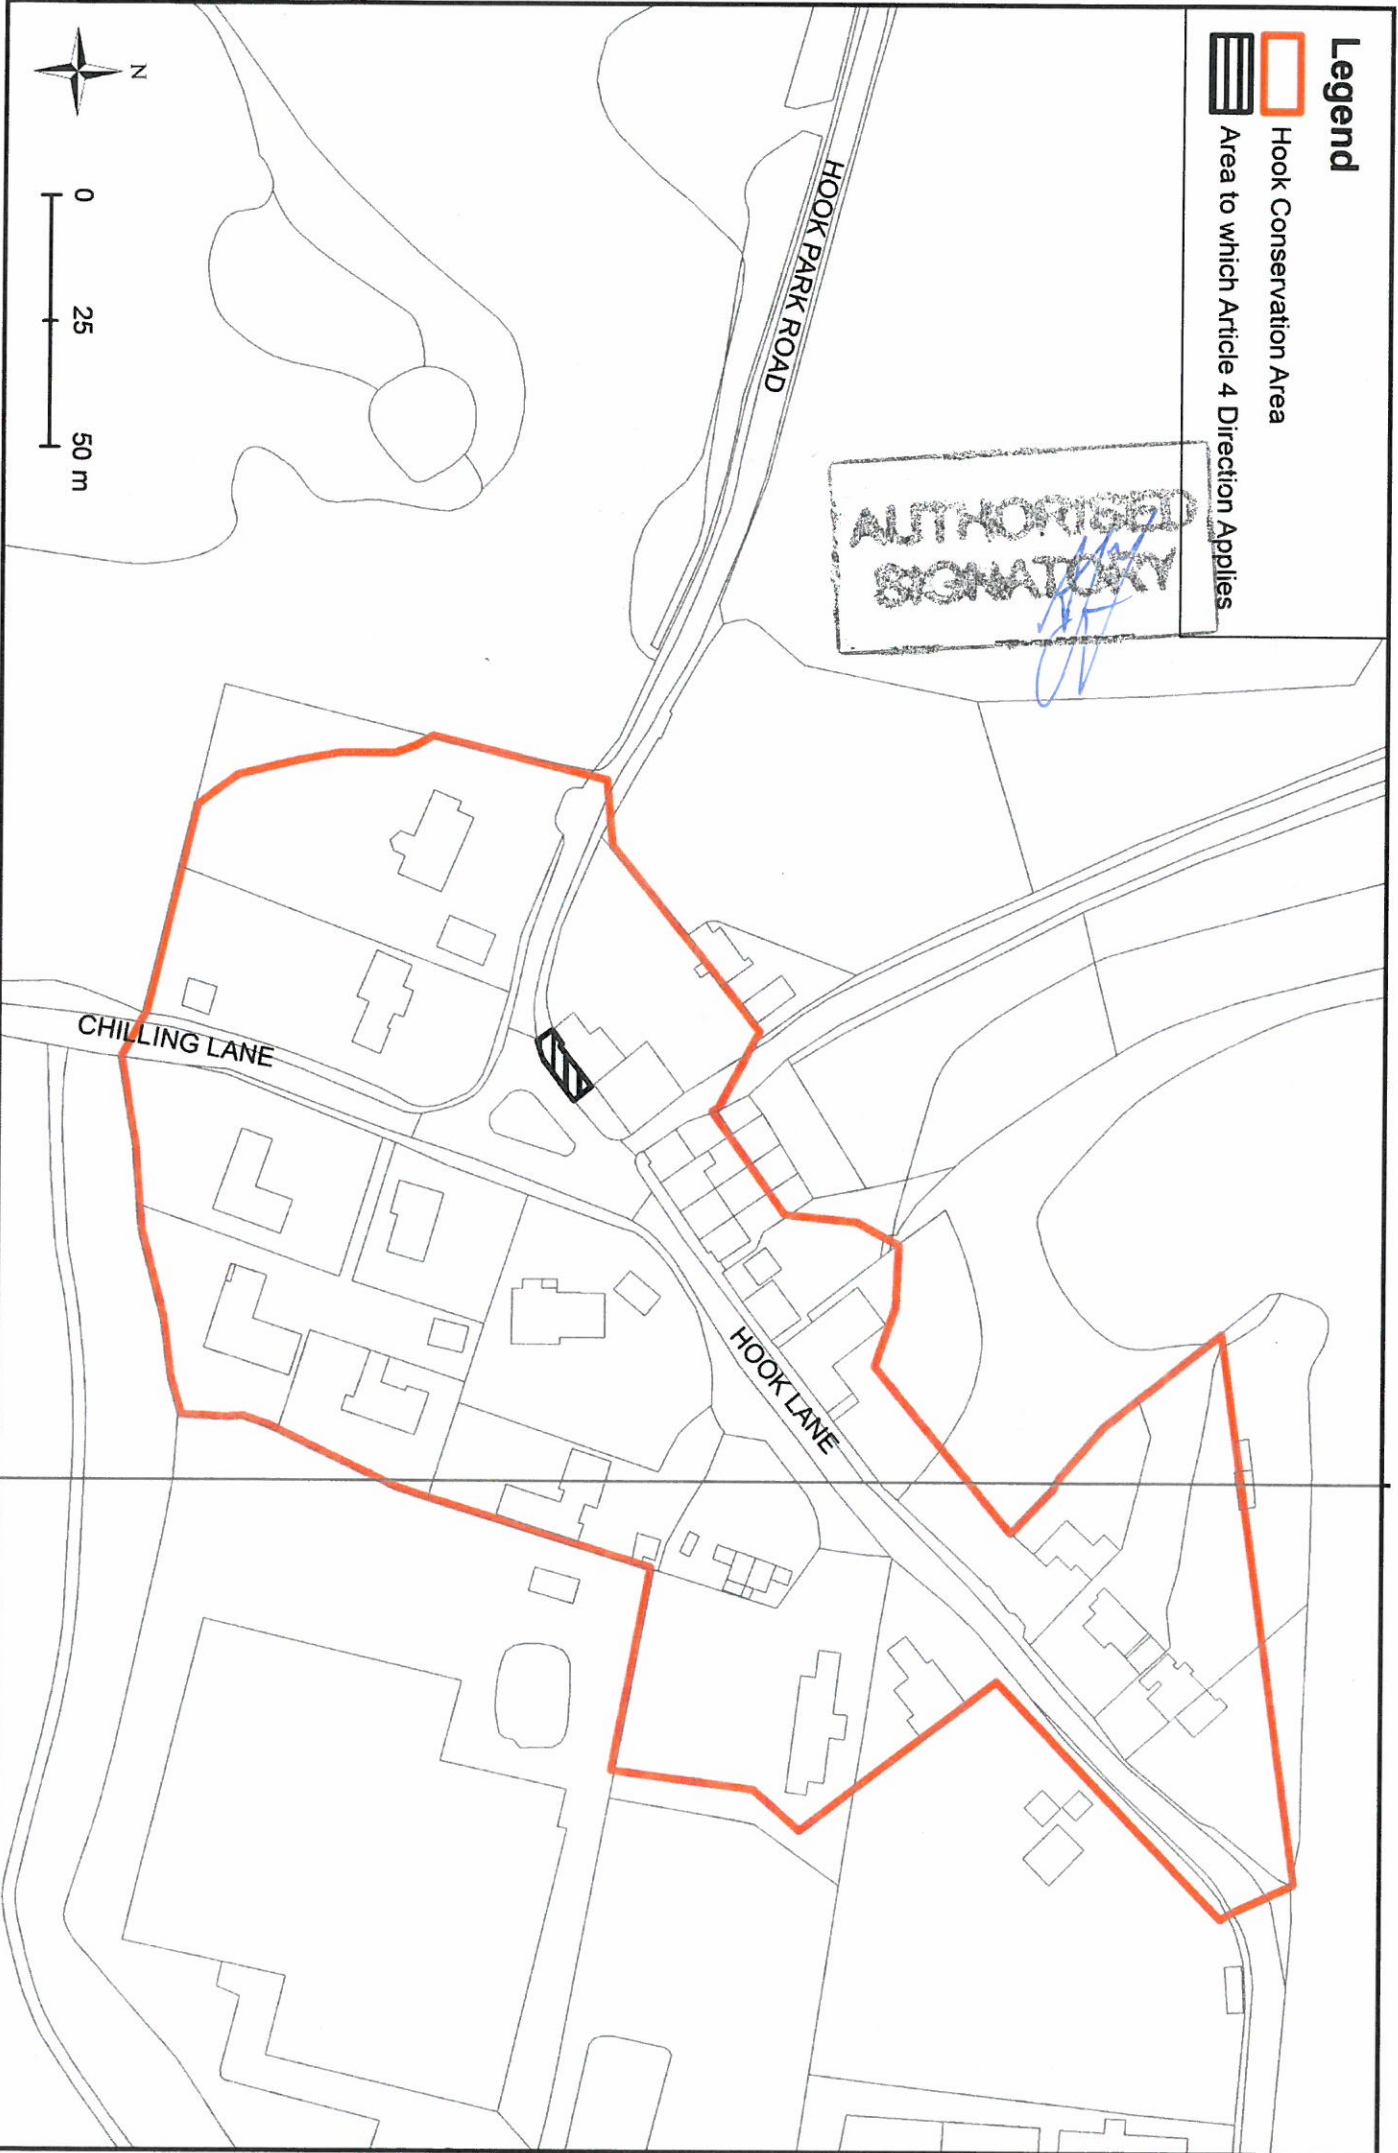 Legend
Hook Conservation Area
Area to which Article 4 Direction Applies
AUTHORISED
SIGNATORY
HOOK PARK ROAD
HOOK LANE
CHILLING LANE
N
0 25 50 m